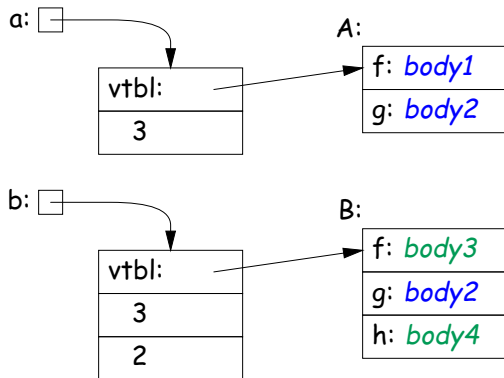 a:
A:
vtbl:
3
f: body1
g: body2
b:
B:
vtbl:
3
2
f: body3
g: body2
h: body4